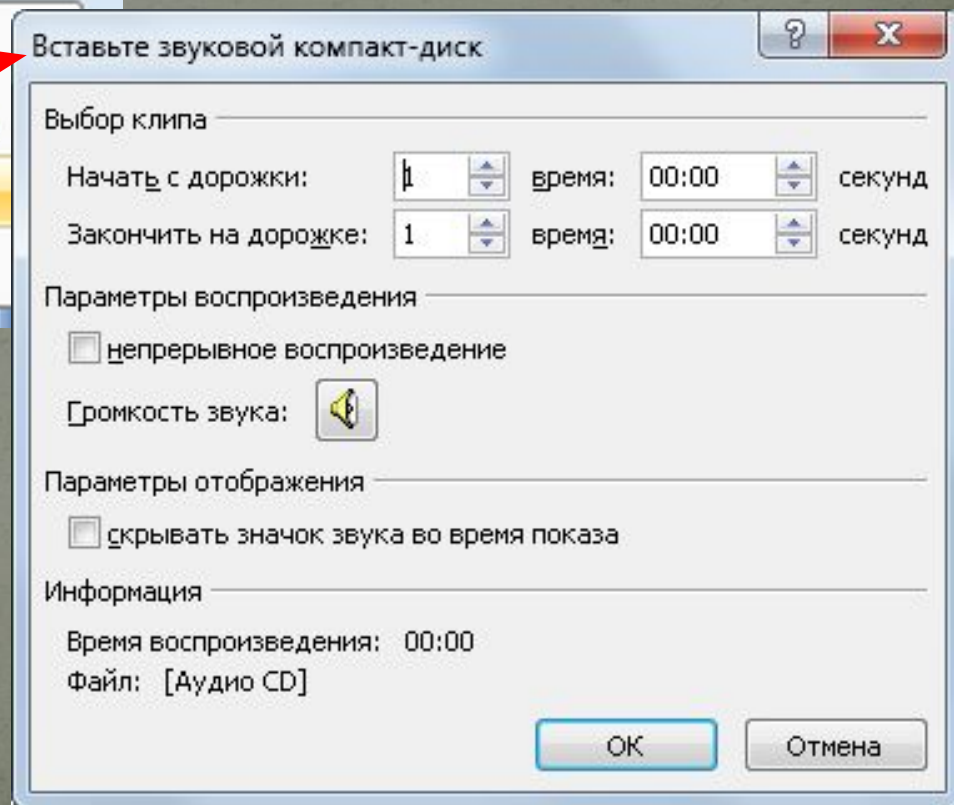 Вставьте звуковой компакт-диск
Выбор клипа
Начать с дорожки: 1 время: 00:00 секунд
Закончить на дорожке: 1 время: 00:00 секунд
Параметры воспроизведения
непрерывное воспроизведение
Громкость звука:
Параметры отображения
скрывать значок звука во время показа
Информация
Время воспроизведения: 00:00
Файл: [Аудио CD]
ОК Отмена